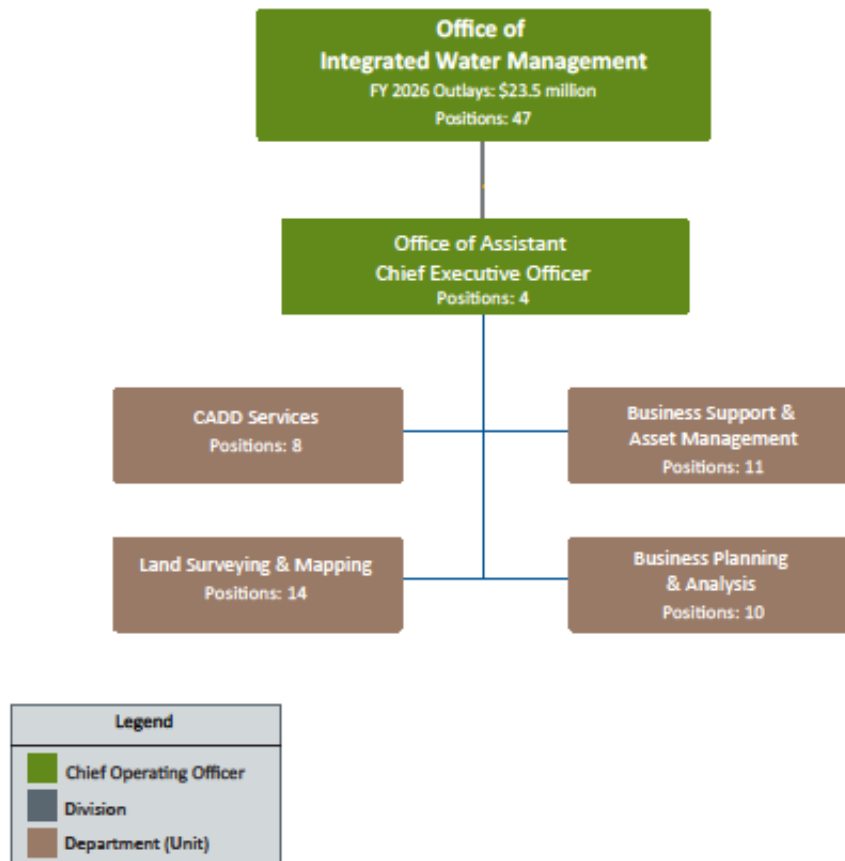 Office of
Integrated Water Management
FY 2026 Outlays: $23.5 million
Positions: 47
Office of Assistant
Chief Executive Officer
Positions: 4
CADD Services
Positions: 8
Business Support &
Asset Management
Positions: 11
Land Surveying & Mapping
Positions: 14
Business Planning
& Analysis
Positions: 10
Legend
Chief Operating Officer
Division
Department (Unit)